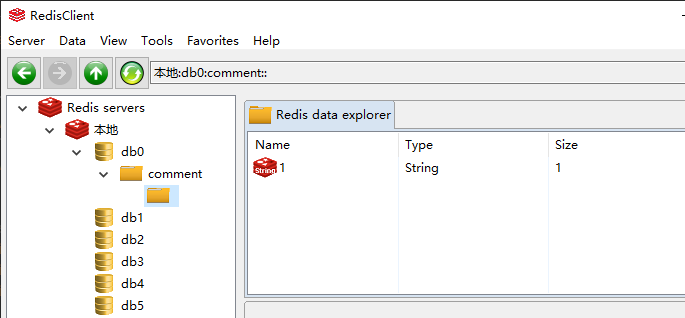 RedisClient
Server Data View Tools Favorites Help
本地:db0:comment::
Redis servers
本地
db0
comment
db1
db2
db3
db4
db5
Redis data explorer
Name Type Size
String 1 String 1